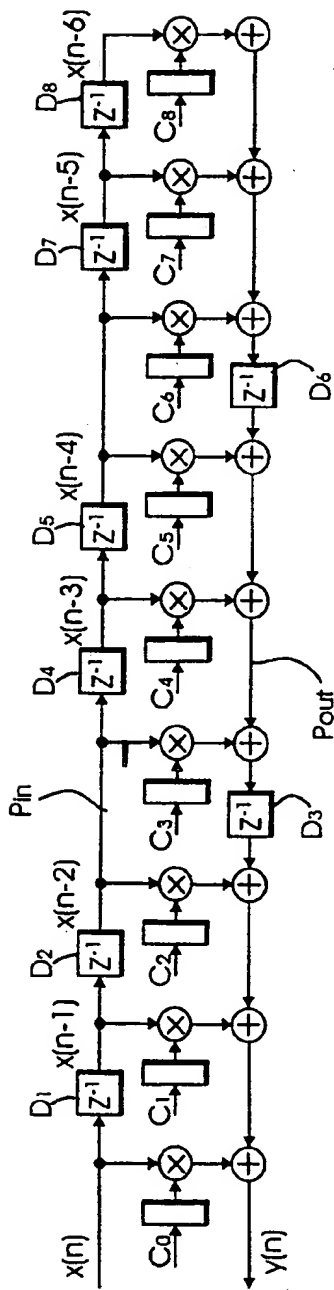 x(n)
D1
Z-1
x(n-1)
D2
Z-1
x(n-2)
Pin
D4
Z-1
x(n-3)
D5
Z-1
x(n-4)
D7
Z-1
x(n-5)
D8
Z-1
x(n-6)
C0
C1
C2
C3
C4
C5
C6
C7
C8
y(n)
Z-1
D3
Pout
Z-1
D6